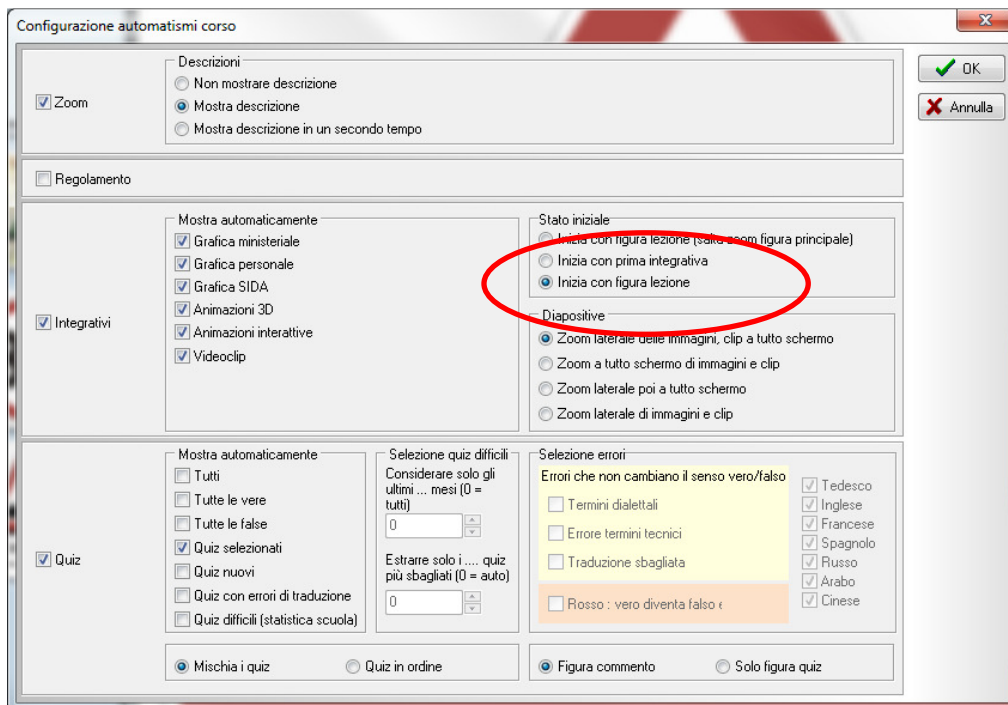 Configurazione automatismi corso
OK
Annulla
Zoom
Descrizioni
Non mostrare descrizione
Mostra descrizione
Mostra descrizione in un secondo tempo
Regolamento
Integrativi
Mostra automaticamente
Grafica ministeriale
Grafica personale
Grafica SIDA
Animazioni 3D
Animazioni interattive
Videoclip
Stato iniziale
Inizia con figura lezione (salta zoom figura principale)
Inizia con prima integrativa
Inizia con figura lezione
Diapositive
Zoom laterale delle immagini, clip a tutto schermo
Zoom a tutto schermo di immagini e clip
Zoom laterale poi a tutto schermo
Zoom laterale di immagini e clip
Quiz
Mostra automaticamente
Tutti
Tutte le vere
Tutte le false
Quiz selezionati
Quiz nuovi
Quiz con errori di traduzione
Quiz difficili (statistica scuola)
Selezione quiz difficili
Considerare solo gli
ultimi ... mesi (0 =
tutti)
0
Estrarre solo i .... quiz
più sbagliati (0 = auto)
0
Selezione errori
Errori che non cambiano il senso vero/falso
Termini dialettali
Errore termini tecnici
Traduzione sbagliata
Rosso : vero diventa falso e
Tedesco
Inglese
Francese
Spagnolo
Russo
Arabo
Cinese
Mischia i quiz
Quiz in ordine
Figura commento
Solo figura quiz